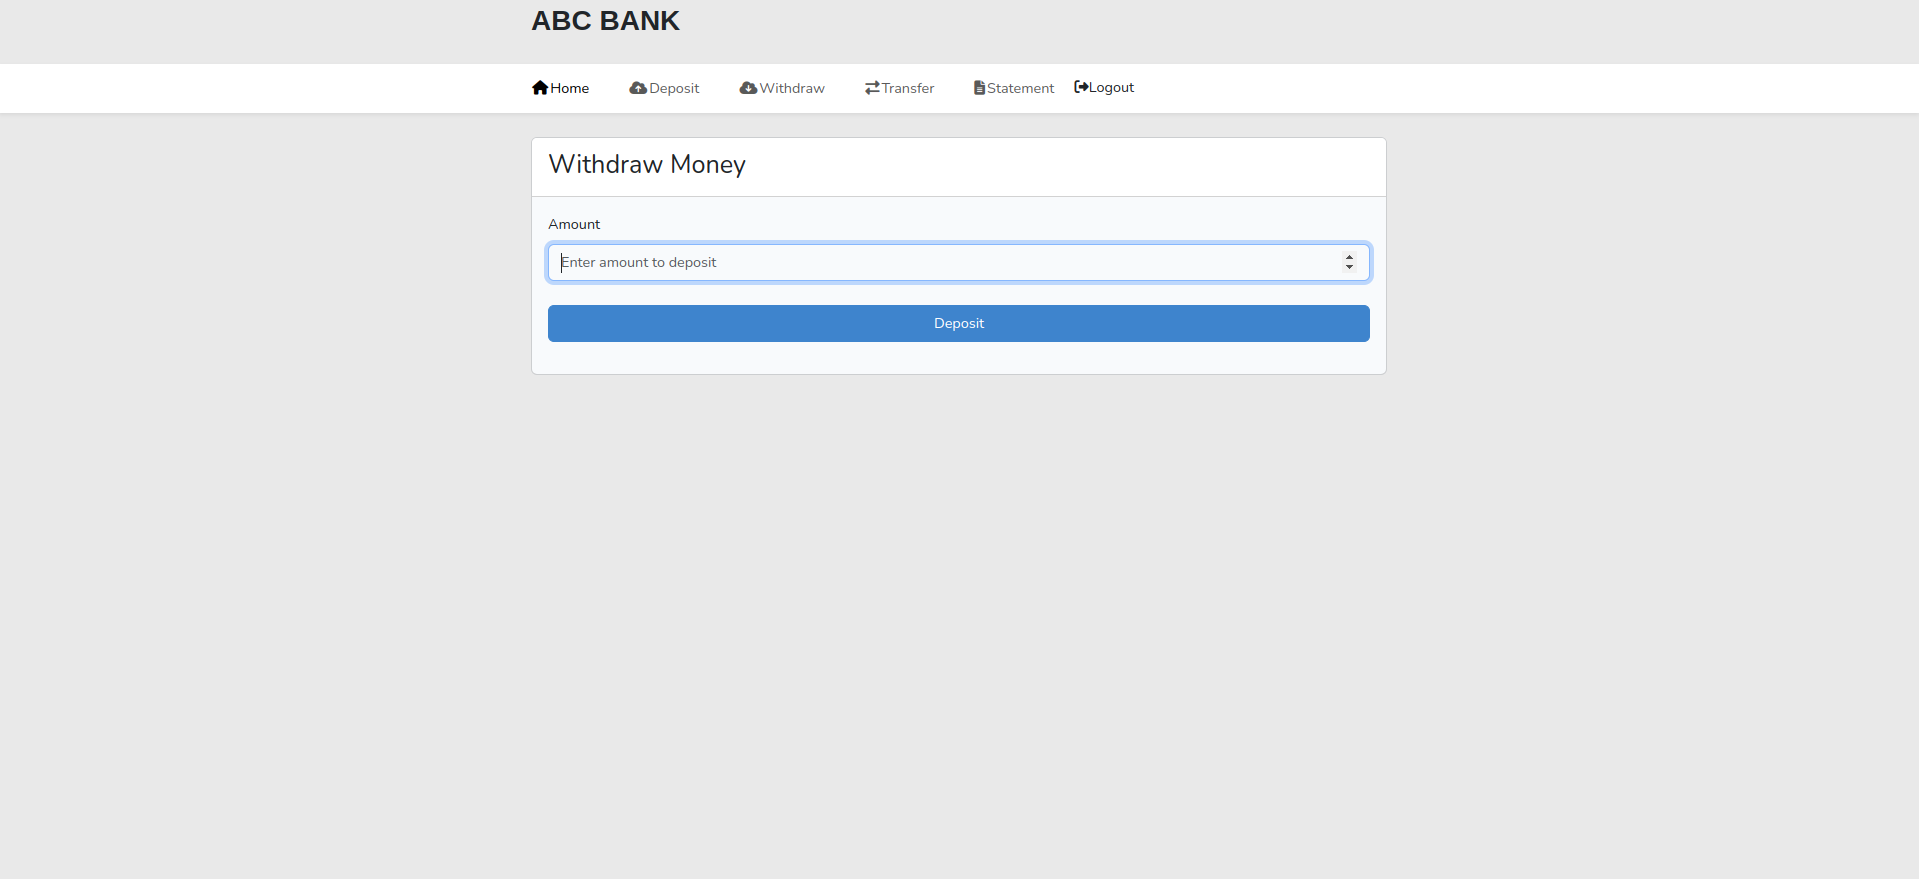 ABC BANK
Home Deposit Withdraw Transfer Statement Logout
Withdraw Money
Amount
Enter amount to deposit
Deposit